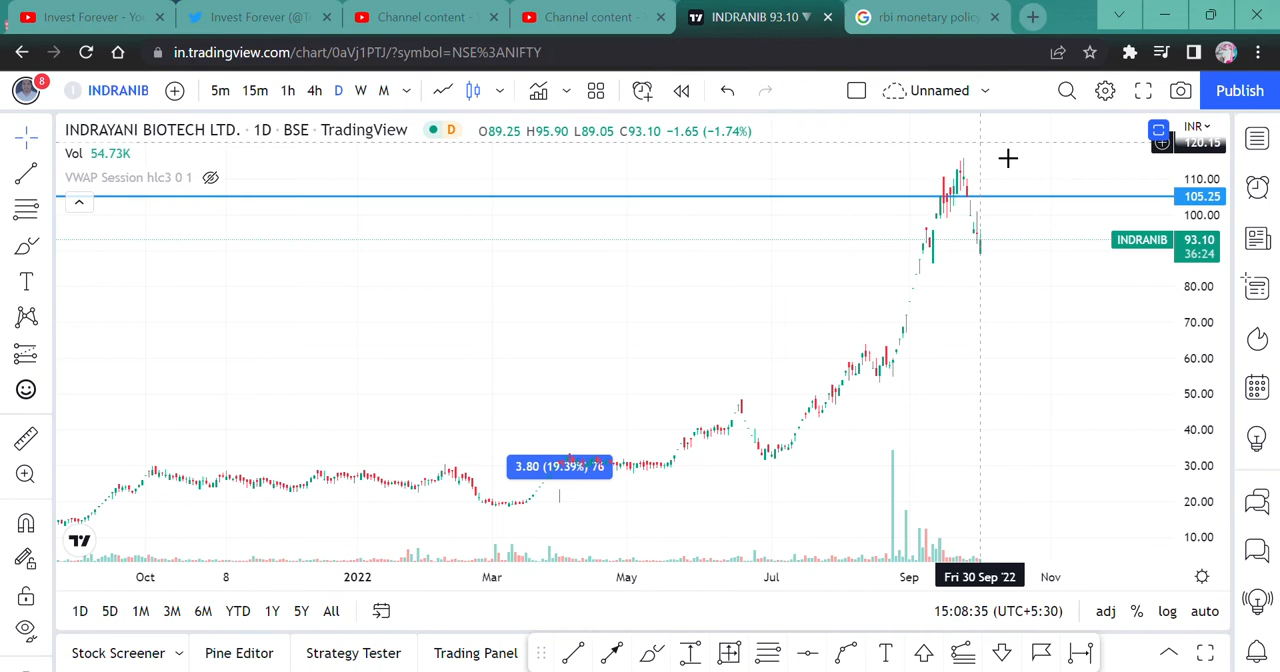 Invest Forever - You
Invest Forever (@T
Channel content -
Channel content -
INDRANIB 93.10 ▼
rbi monetary policy
in.tradingview.com/chart/0aVj1PTJ/?symbol=NSE%3ANIFTY
8
INDRANIB
5m 15m 1h 4h D W M
Unnamed
Publish
INDRAYANI BIOTECH LTD. · 1D · BSE · TradingView
D
O89.25 H95.90 L89.05 C93.10 −1.65 (−1.74%)
INR
120.15
Vol 54.73K
VWAP Session hlc3 0 1
110.00
105.25
100.00
INDRANIB 93.10
36:24
80.00
70.00
60.00
50.00
40.00
3.80 (19.39%) 76
30.00
20.00
10.00
Oct 8 2022 Mar May Jul Sep Fri 30 Sep '22 Nov
1D 5D 1M 3M 6M YTD 1Y 5Y All
15:08:35 (UTC+5:30) adj % log auto
Stock Screener Pine Editor Strategy Tester Trading Panel